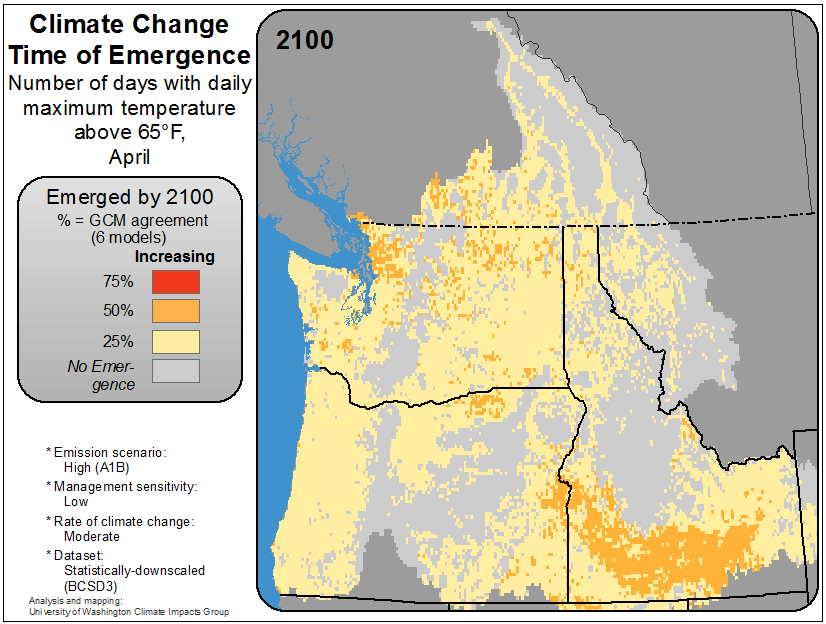 Climate Change
Time of Emergence
Number of days with daily
maximum temperature
above 65°F,
April
2100
Emerged by 2100
% = GCM agreement
(6 models)
Increasing
75%
50%
25%
No Emer-
gence
* Emission scenario:
High (A1B)
* Management sensitivity:
Low
* Rate of climate change:
Moderate
* Dataset:
Statistically-downscaled
(BCSD3)
Analysis and mapping:
University of Washington Climate Impacts Group